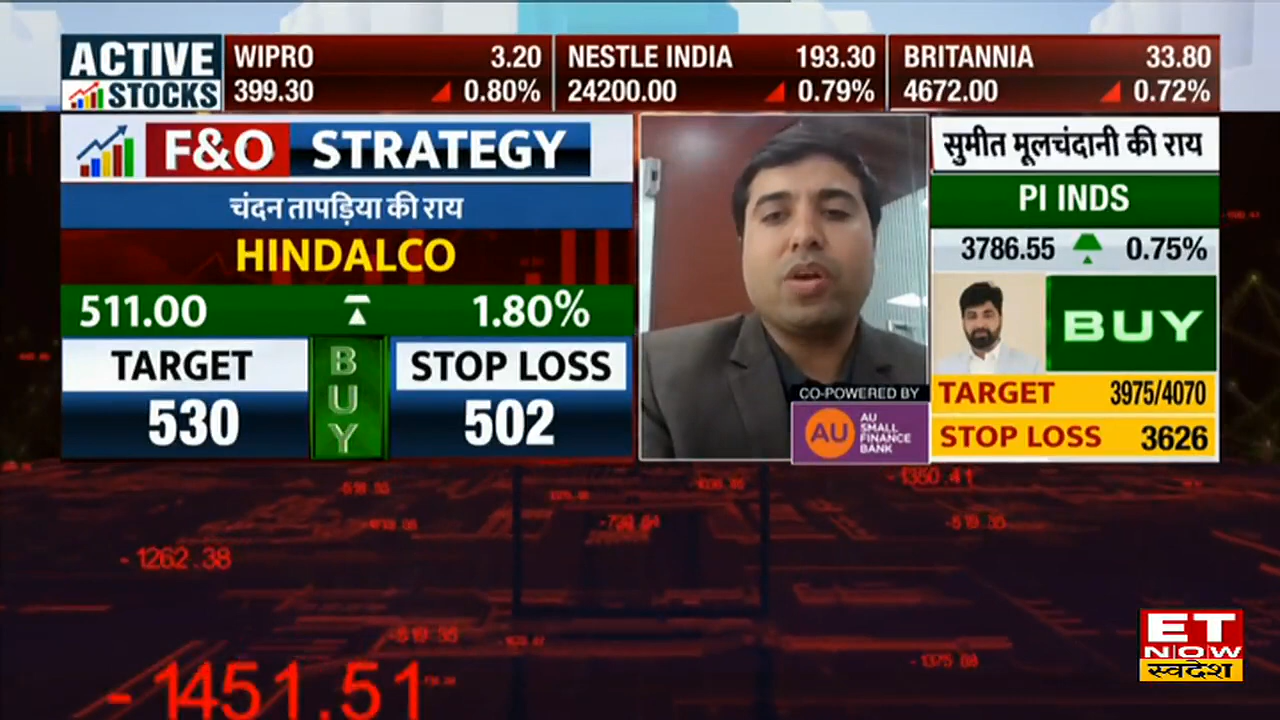 ACTIVE STOCKS
WIPRO 3.20
399.30 0.80%
NESTLE INDIA 193.30
24200.00 0.79%
BRITANNIA 33.80
4672.00 0.72%
F&O STRATEGY
चंदन तापड़िया की राय
HINDALCO
511.00 1.80%
TARGET
530
BUY
STOP LOSS
502
CO-POWERED BY
AU
AU
SMALL
FINANCE
BANK
सुमीत मूलचंदानी की राय
PI INDS
3786.55 0.75%
BUY
TARGET 3975/4070
STOP LOSS 3626
-1350.41
-1262.38
-1451.51
ET
NOW
स्वदेश